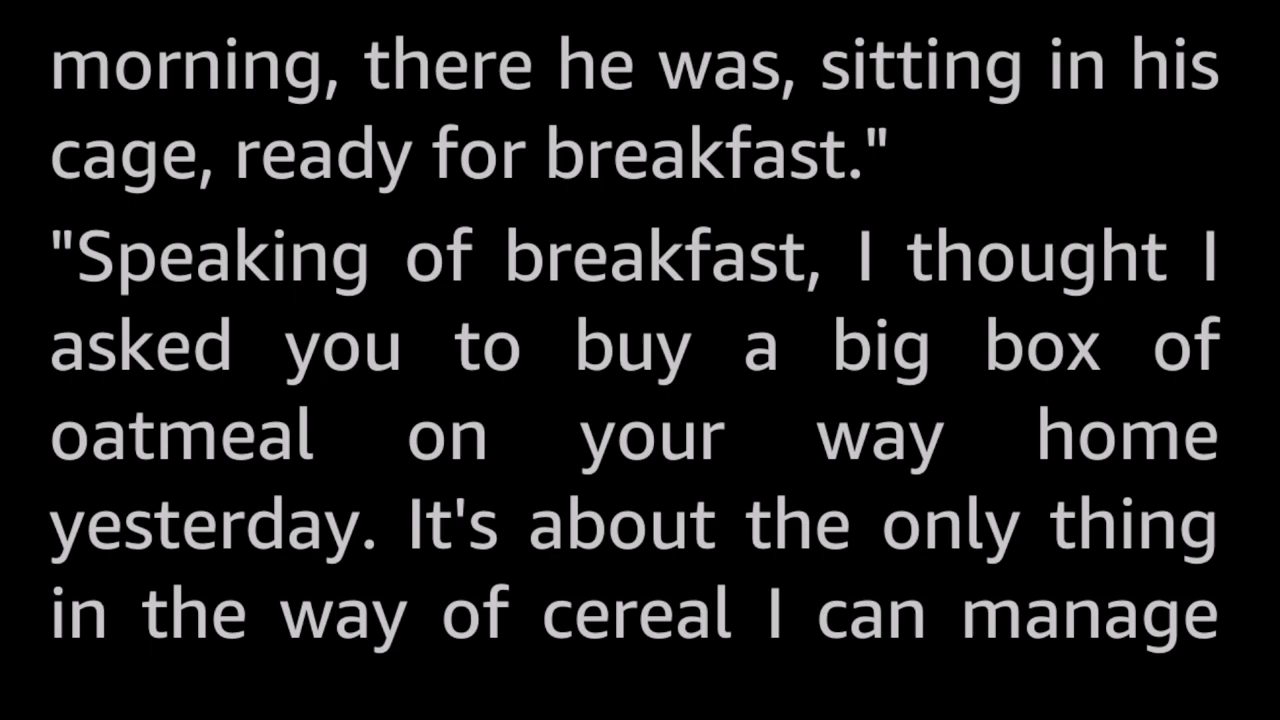 morning, there he was, sitting in his
cage, ready for breakfast."
"Speaking of breakfast, I thought I
asked you to buy a big box of
oatmeal on your way home
yesterday. It's about the only thing
in the way of cereal I can manage